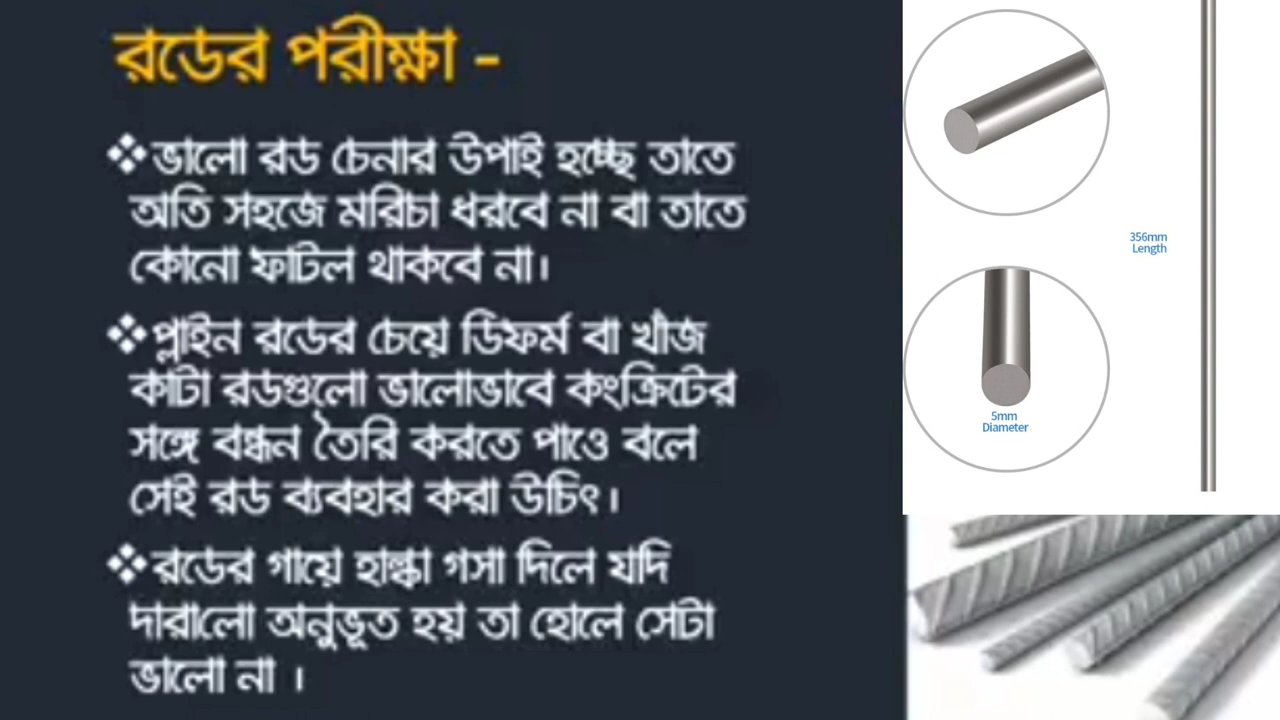 রডের পরীক্ষা -
❖ভালো রড চেনার উপাই হচ্ছে তাতে
অতি সহজে মরিচা ধরবে না বা তাতে
কোনো ফাটল থাকবে না।
❖প্লাইন রডের চেয়ে ডিফর্ম বা খাঁজ
কাটা রডগুলো ভালোভাবে কংক্রিটের
সঙ্গে বন্ধন তৈরি করতে পাওে বলে
সেই রড ব্যবহার করা উচিৎ।
❖রডের গায়ে হাল্কা গসা দিলে যদি
দারালো অনুভূত হয় তা হোলে সেটা
ভালো না ।
356mm
Length
5mm
Diameter